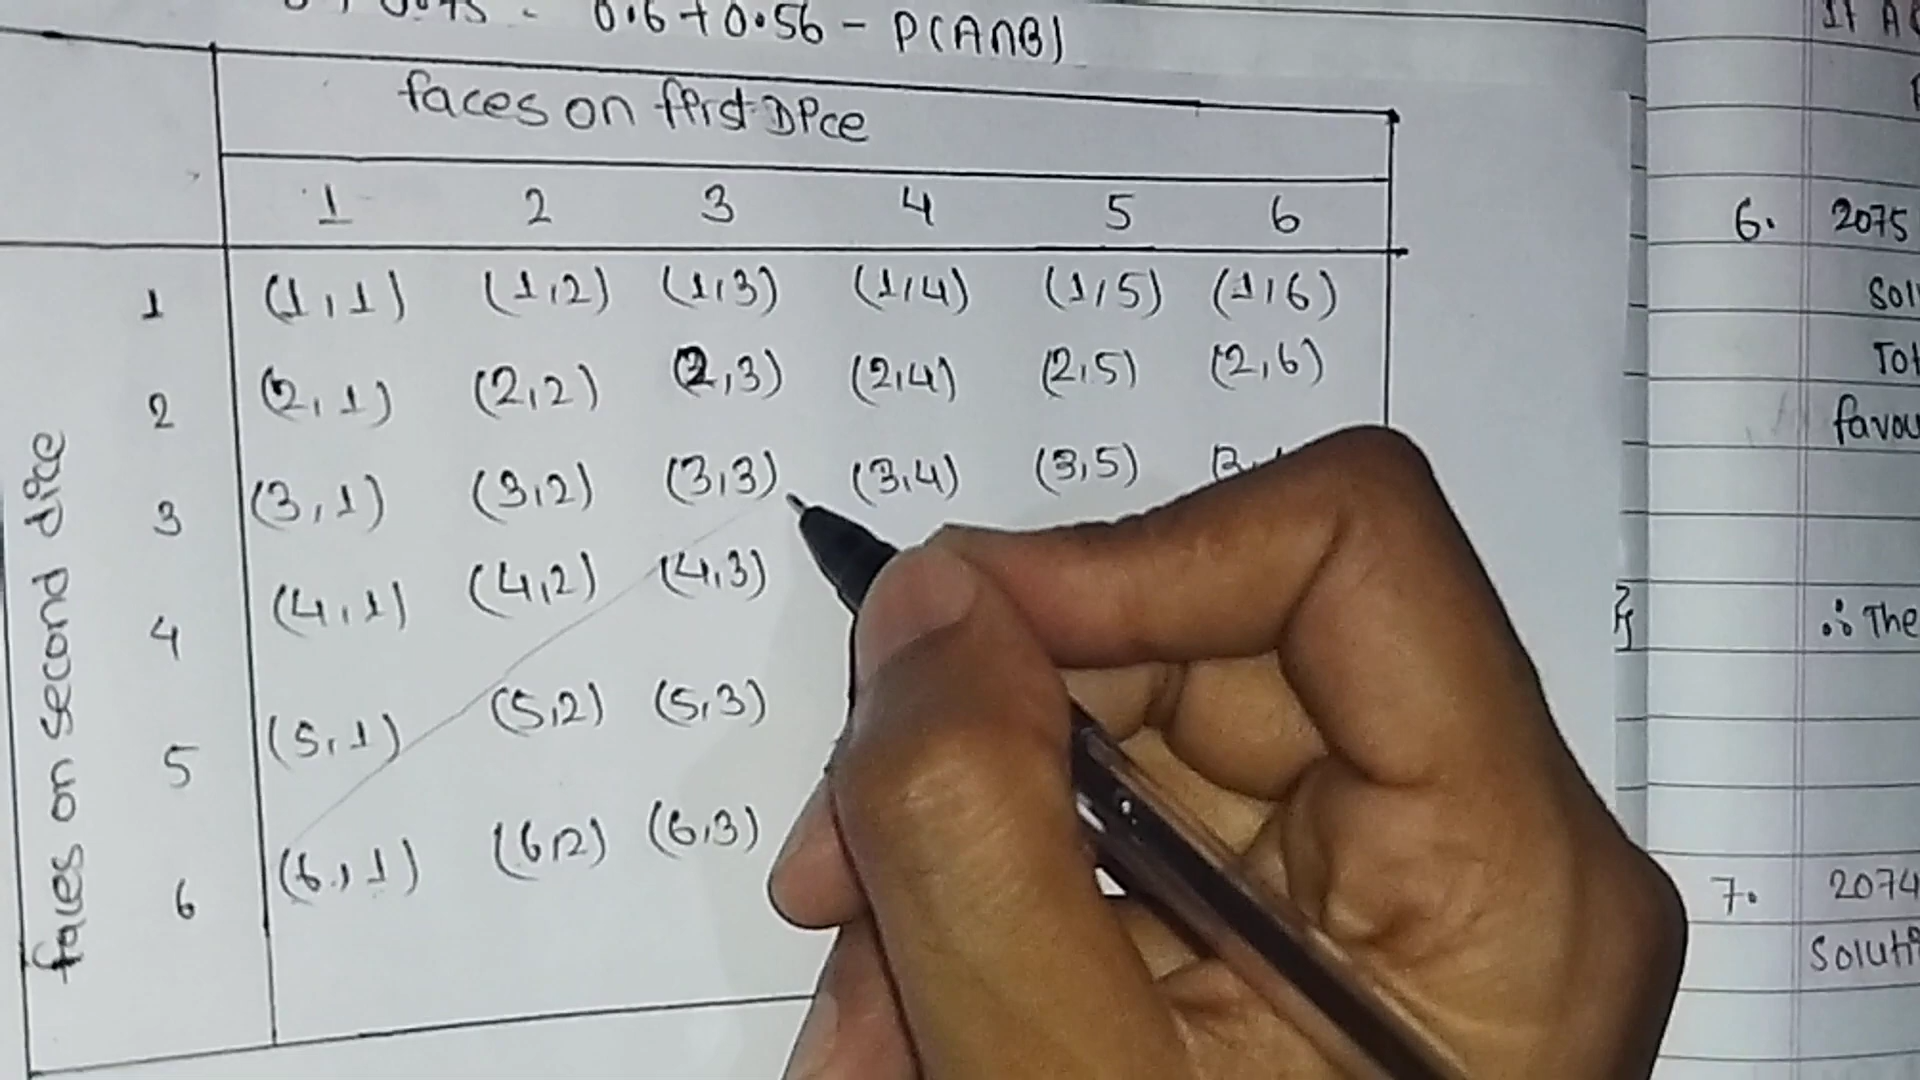 0.6+0.56 - P(A∩B)
faces on first Dice
1 2 3 4 5 6
1 (1,1) (1,2) (1,3) (1,4) (1,5) (1,6)
2 (2,1) (2,2) (2,3) (2,4) (2,5) (2,6)
3 (3,1) (3,2) (3,3) (3,4) (3,5)
4 (4,1) (4,2) (4,3)
5 (5,1) (5,2) (5,3)
6 (6,1) (6,2) (6,3)
faces on second dice
If A
6. 2075
Solu
Tot
favou
∴ The
7. 2074
Soluti